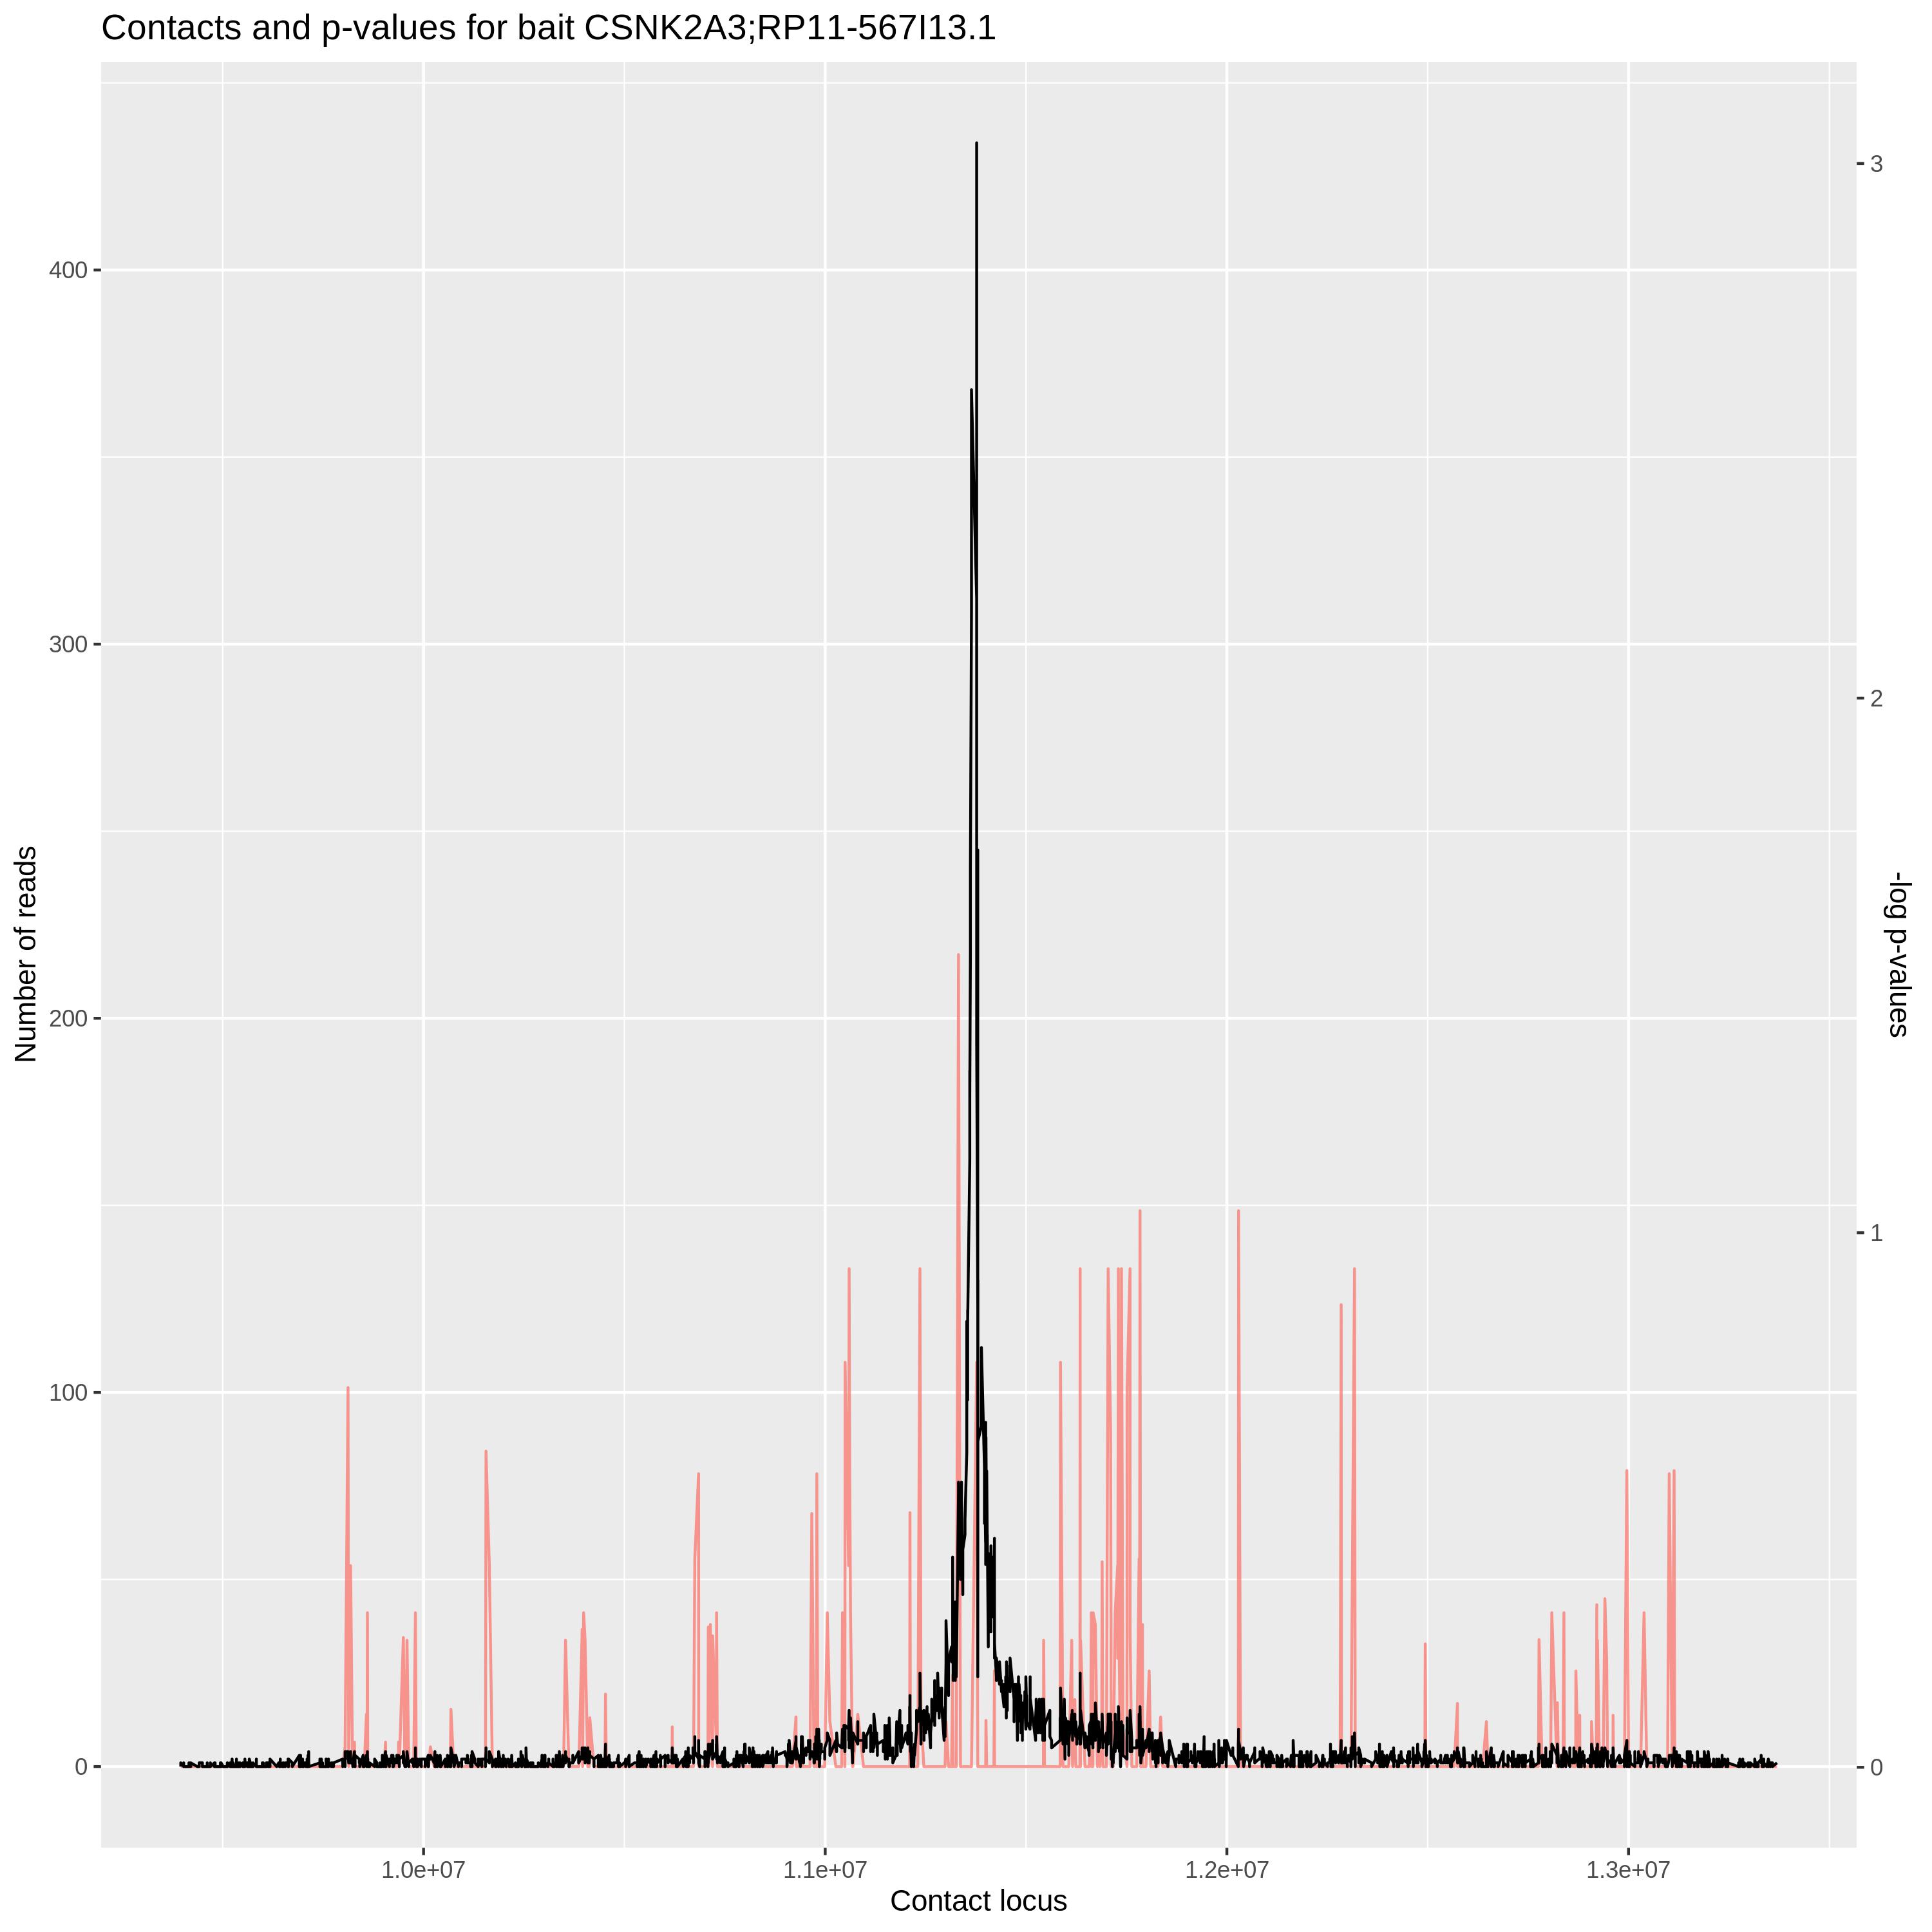 Contacts and p-values for bait CSNK2A3;RP11-567I13.1
Number of reads
400
300
200
100
0
3
2
1
0
-log p-values
1.0e+07
1.1e+07
1.2e+07
1.3e+07
Contact locus